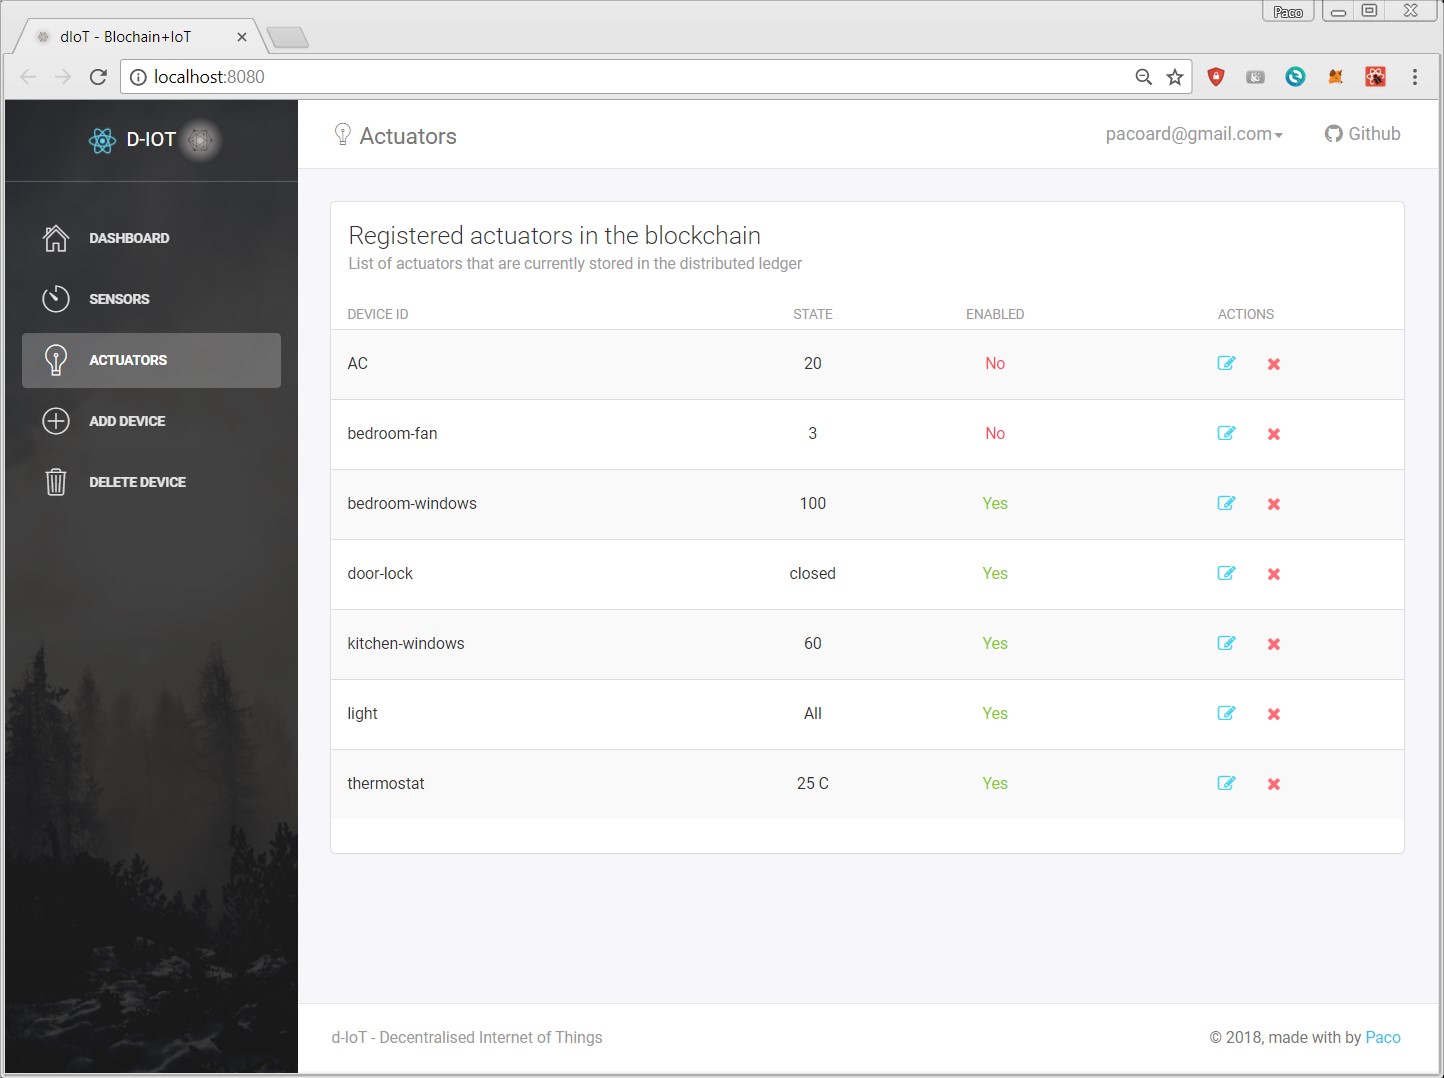 Paco
dIoT - Blochain+IoT
localhost:8080
D-IOT
Actuators
pacoard@gmail.com
Github
DASHBOARD
SENSORS
ACTUATORS
ADD DEVICE
DELETE DEVICE
Registered actuators in the blockchain
List of actuators that are currently stored in the distributed ledger
DEVICE ID STATE ENABLED ACTIONS
AC 20 No
bedroom-fan 3 No
bedroom-windows 100 Yes
door-lock closed Yes
kitchen-windows 60 Yes
light All Yes
thermostat 25 C Yes
d-IoT - Decentralised Internet of Things
© 2018, made with by Paco